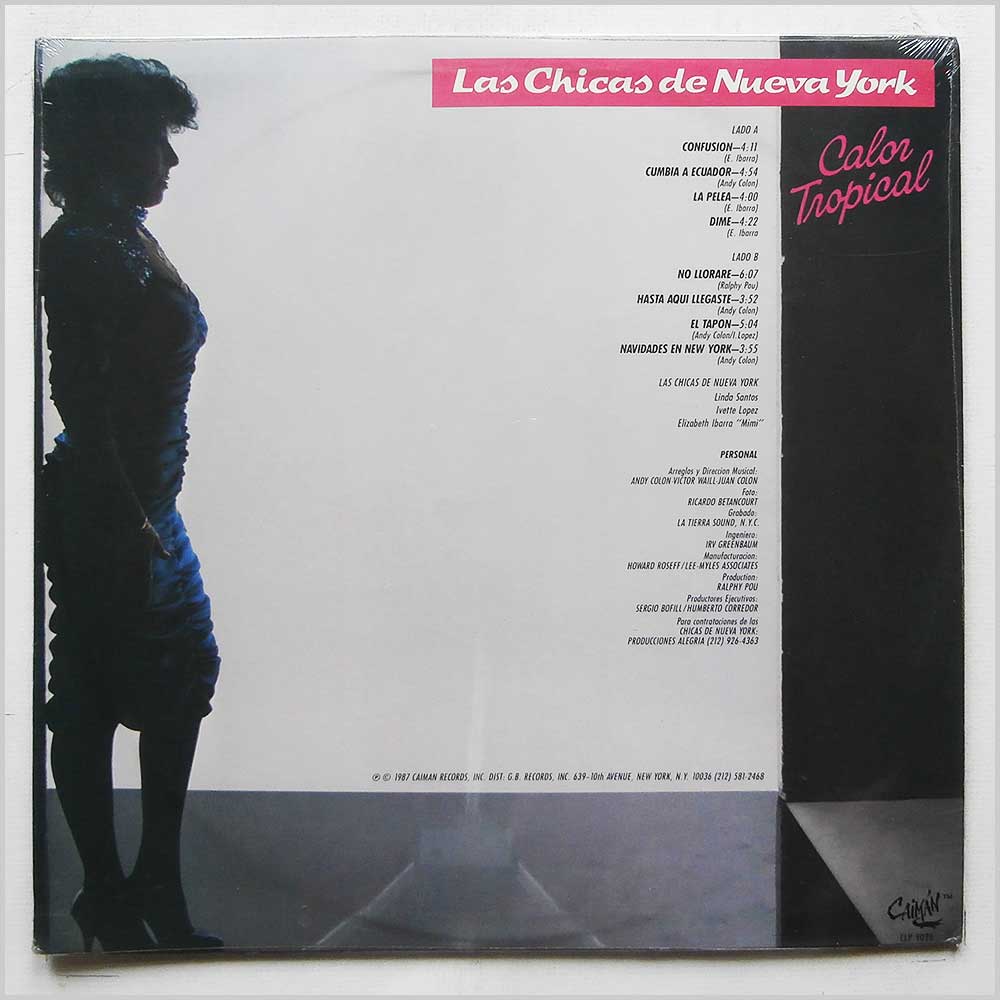 Las Chicas de Nueva York
Calor
Tropical
LADO A
CONFUSION—4:11
(E. Ibarra)
CUMBIA A ECUADOR—4:54
(Andy Colon)
LA PELEA—4:00
(E. Ibarra)
DIME—4:22
(E. Ibarra
LADO B
NO LLORARE—6:07
(Ralphy Pou)
HASTA AQUI LLEGASTE—3:52
(Andy Colon)
EL TAPON—5:04
(Andy Colon/I.Lopez)
NAVIDADES EN NEW YORK—3:55
(Andy Colon)
LAS CHICAS DE NUEVA YORK
Linda Santos
Ivette Lopez
Elizabeth Ibarra "Mimi"
PERSONAL
Arreglos y Direccion Musical:
ANDY COLON-VICTOR WAILL-JUAN COLON
Foto:
RICARDO BETANCOURT
Grabado:
LA TIERRA SOUND, N.Y.C.
Ingeniero:
IRV GREENBAUM
Manufacturacion:
HOWARD ROSEFF/LEE-MYLES ASSOCIATES
Production:
RALPHY POU
Productores Ejecutivos:
SERGIO BOFILL/HUMBERTO CORREDOR
Para contrataciones de las
CHICAS DE NUEVA YORK:
PRODUCCIONES ALEGRIA (212) 926-4363
℗ © 1987 CAIMAN RECORDS, INC. DIST: G.B. RECORDS, INC. 639-10th AVENUE, NEW YORK, N.Y. 10036 (212) 581-2468
CAIMÁN™
CLP